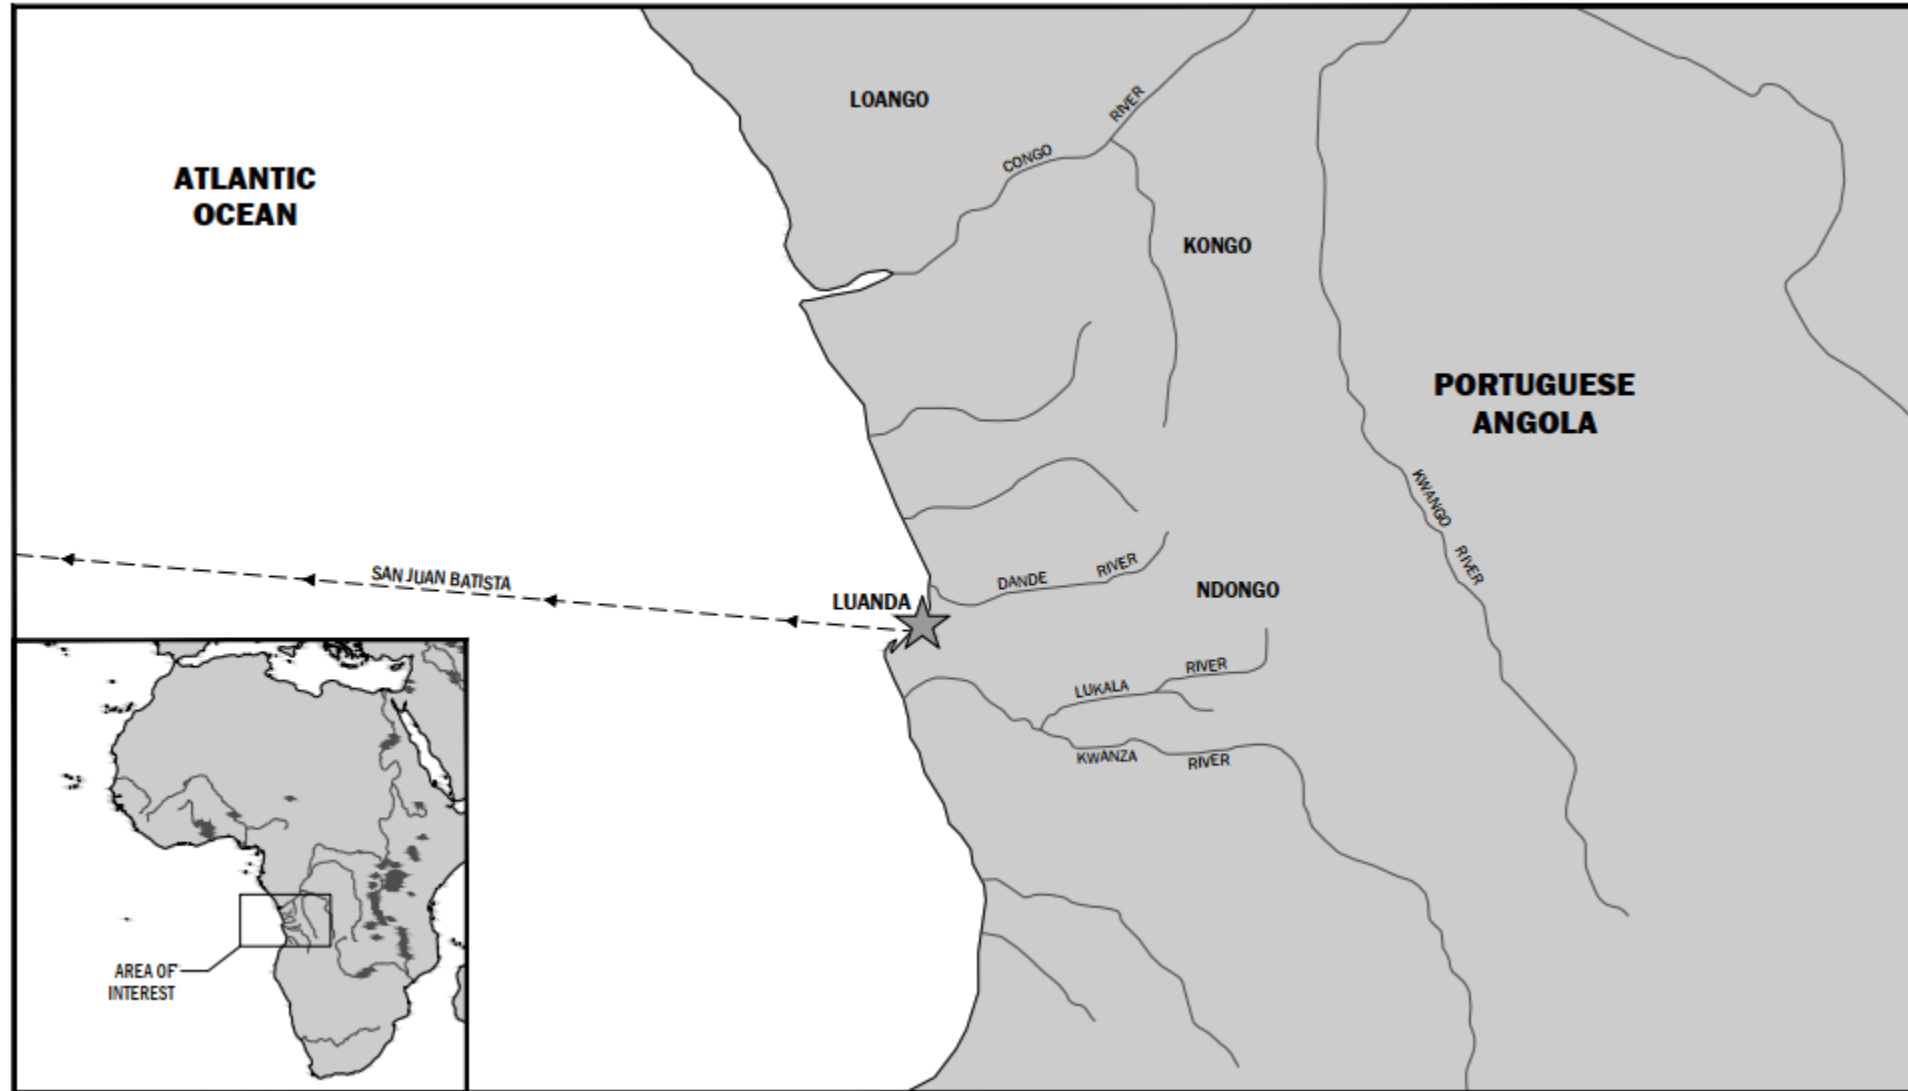 LOANGO
CONGO RIVER
ATLANTIC
OCEAN
KONGO
PORTUGUESE
ANGOLA
KWANGO RIVER
SAN JUAN BATISTA
DANDE RIVER
LUANDA
NDONGO
LUKALA RIVER
KWANZA RIVER
AREA OF
INTEREST